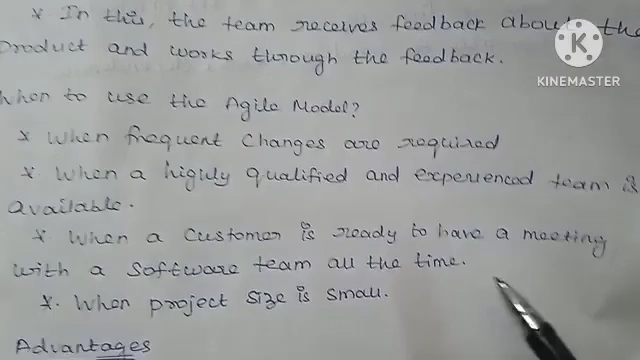 * In this, the team receives feedback about the
product and works through the feedback.
KINEMASTER
When to use the Agile Model?
* When frequent changes are required
* When a highly qualified and experienced team is
available.
* When a customer is ready to have a meeting
with a software team all the time.
*. When project size is small.
Advantages